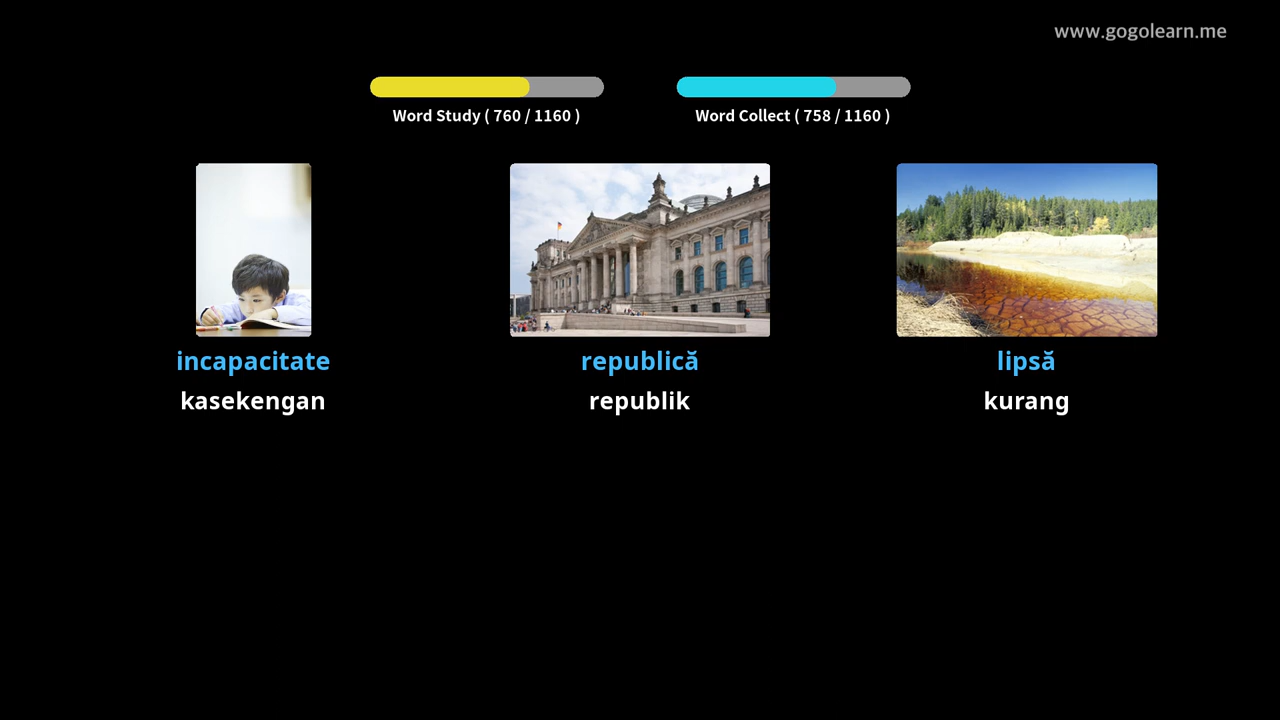 www.gogolearn.me
Word Study ( 760 / 1160 )
Word Collect ( 758 / 1160 )
incapacitate
republică
lipsă
kasekengan
republik
kurang